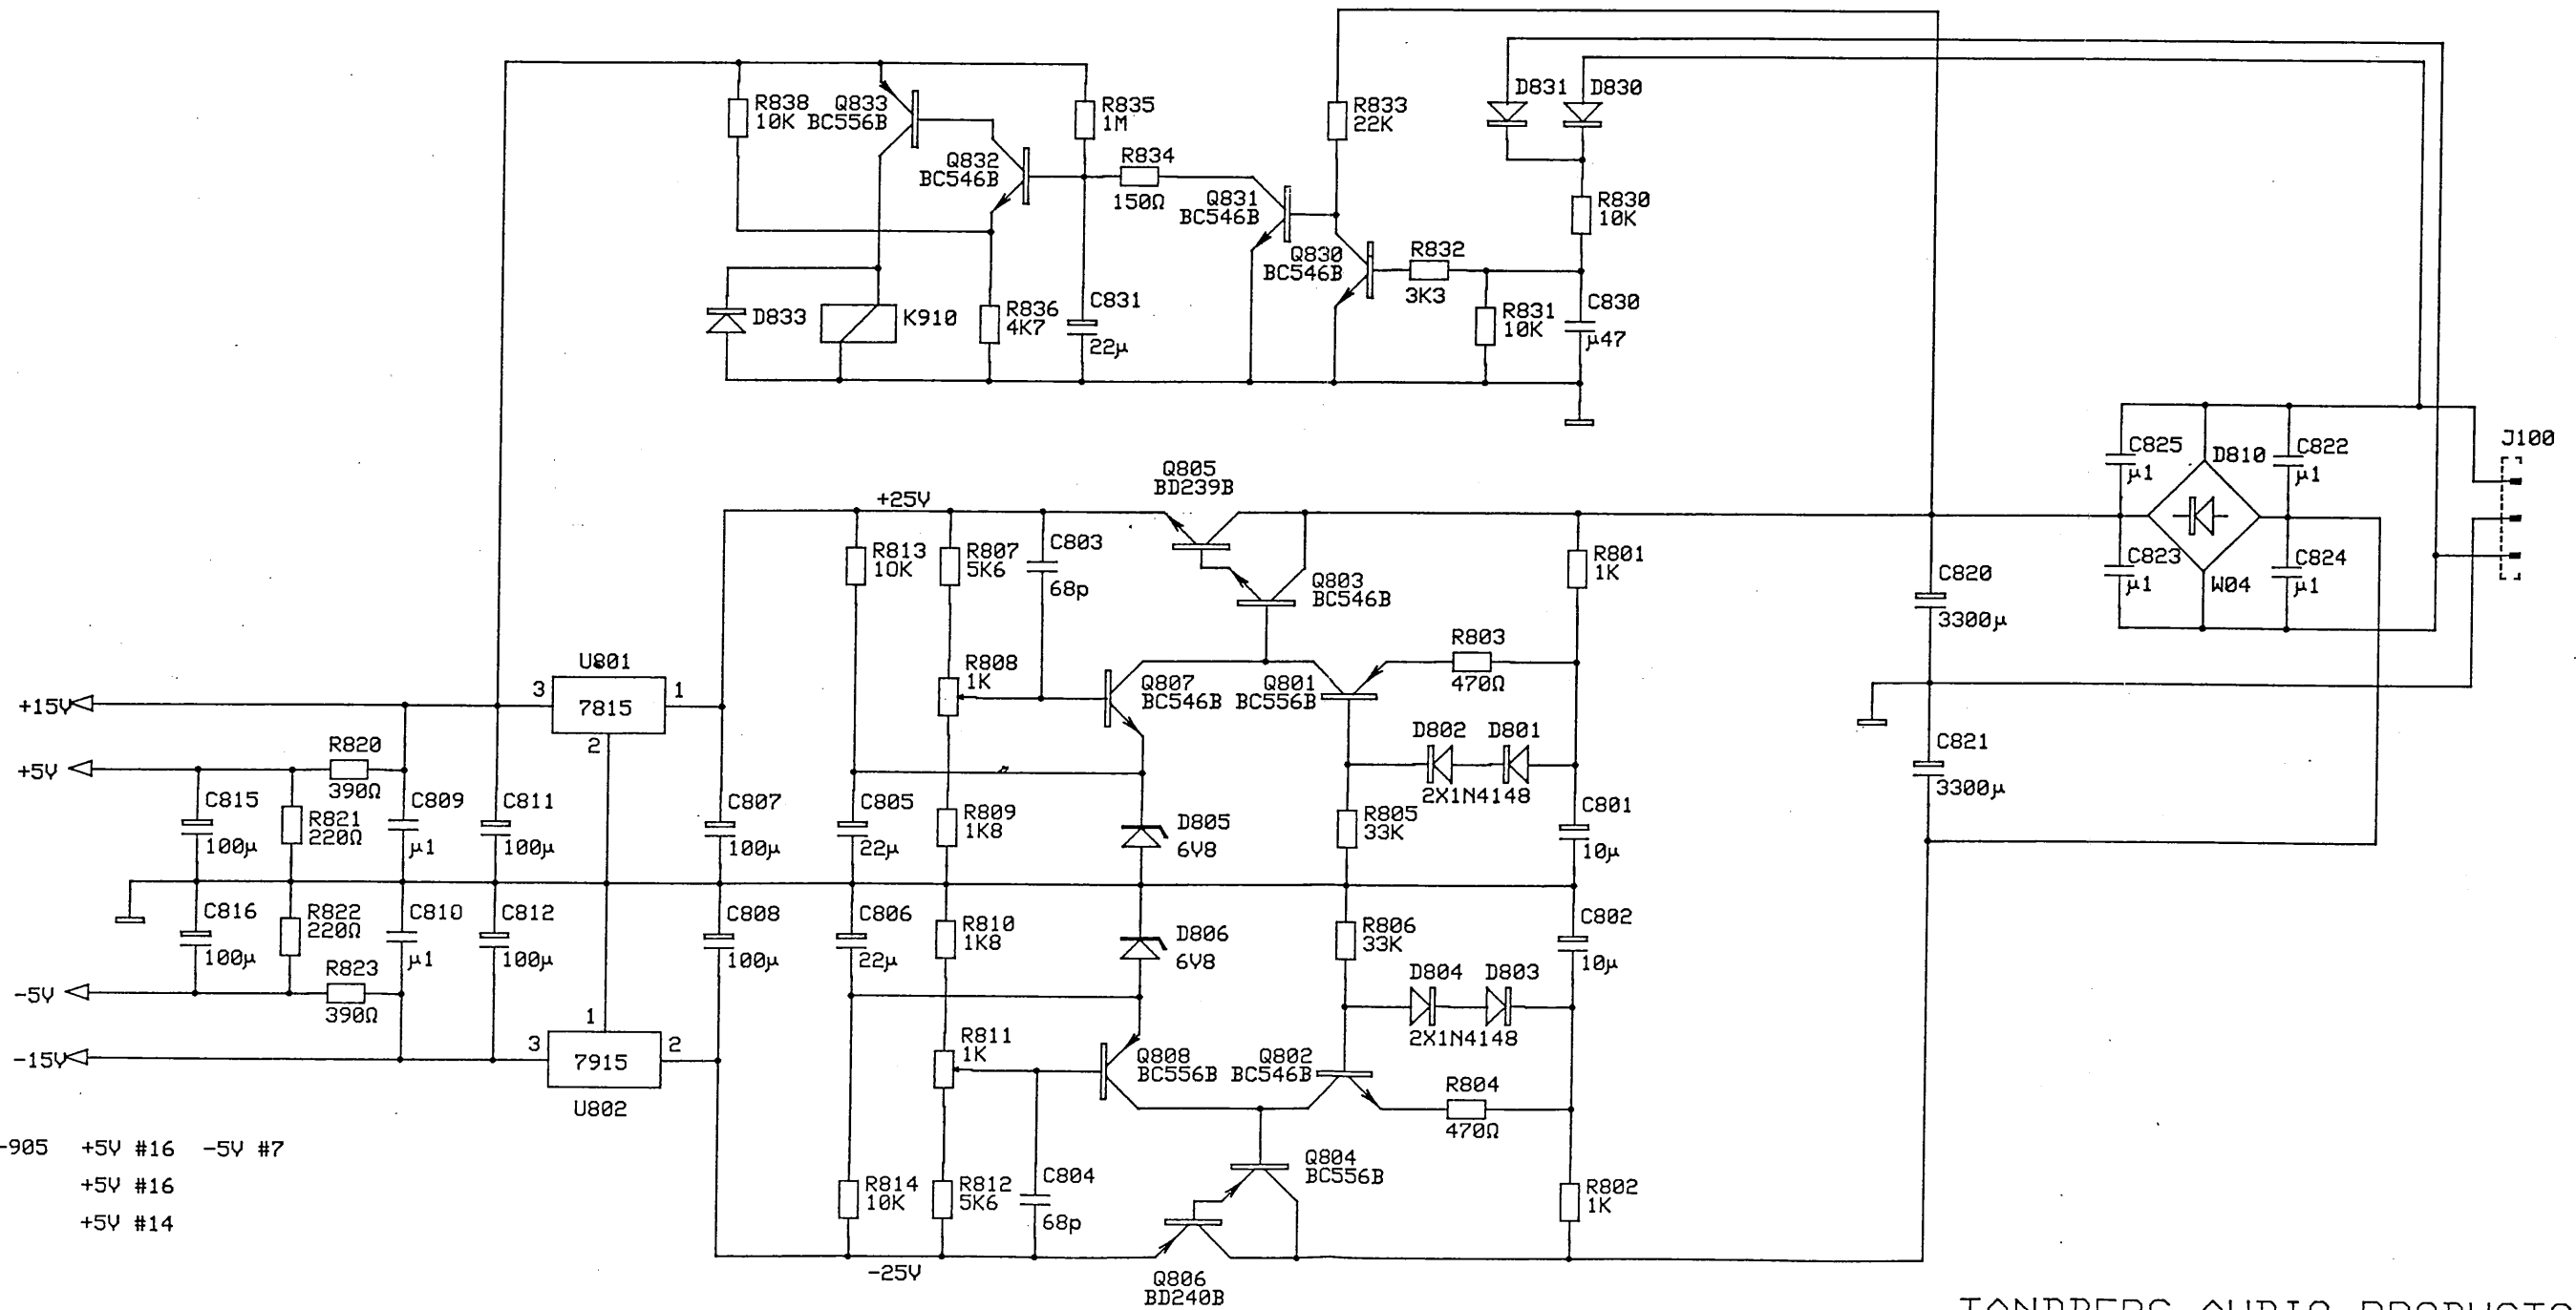 D831 D830
R838 Q833
10K BC556B
R835
1M
R833
22K
Q832
BC546B
R834
150Ω
Q831
BC546B
R830
10K
Q830
BC546B
R832
3K3
D833
K910
R836
4K7
C831
22µ
R831
10K
C830
µ47
J100
C825
µ1
D810
C822
µ1
Q805
BD239B
+25V
R813
10K
R807
5K6
C803
68p
Q803
BC546B
R801
1K
C823
µ1
W04
C824
µ1
C820
3300µ
R803
470Ω
U801
3 7815 1
2
R808
1K
Q807 Q801
BC546B BC556B
+15V
D802 D801
2X1N4148
C821
3300µ
R820
390Ω
+5V
C815
100µ
R821
220Ω
C809
µ1
C811
100µ
C807
100µ
C805
22µ
R809
1K8
D805
6V8
R805
33K
C801
10µ
C816
100µ
R822
220Ω
C810
µ1
C812
100µ
C808
100µ
C806
22µ
R810
1K8
D806
6V8
R806
33K
C802
10µ
R823
390Ω
-5V
D804 D803
2X1N4148
1
3 7915 2
U802
-15V
R811
1K
Q808 Q802
BC556B BC546B
R804
470Ω
-905 +5V #16 -5V #7
+5V #16
+5V #14
R814
10K
R812
5K6
C804
68p
Q804
BC556B
R802
1K
-25V
Q806
BD240B
TANDBERG AUDIO PRODUCTS